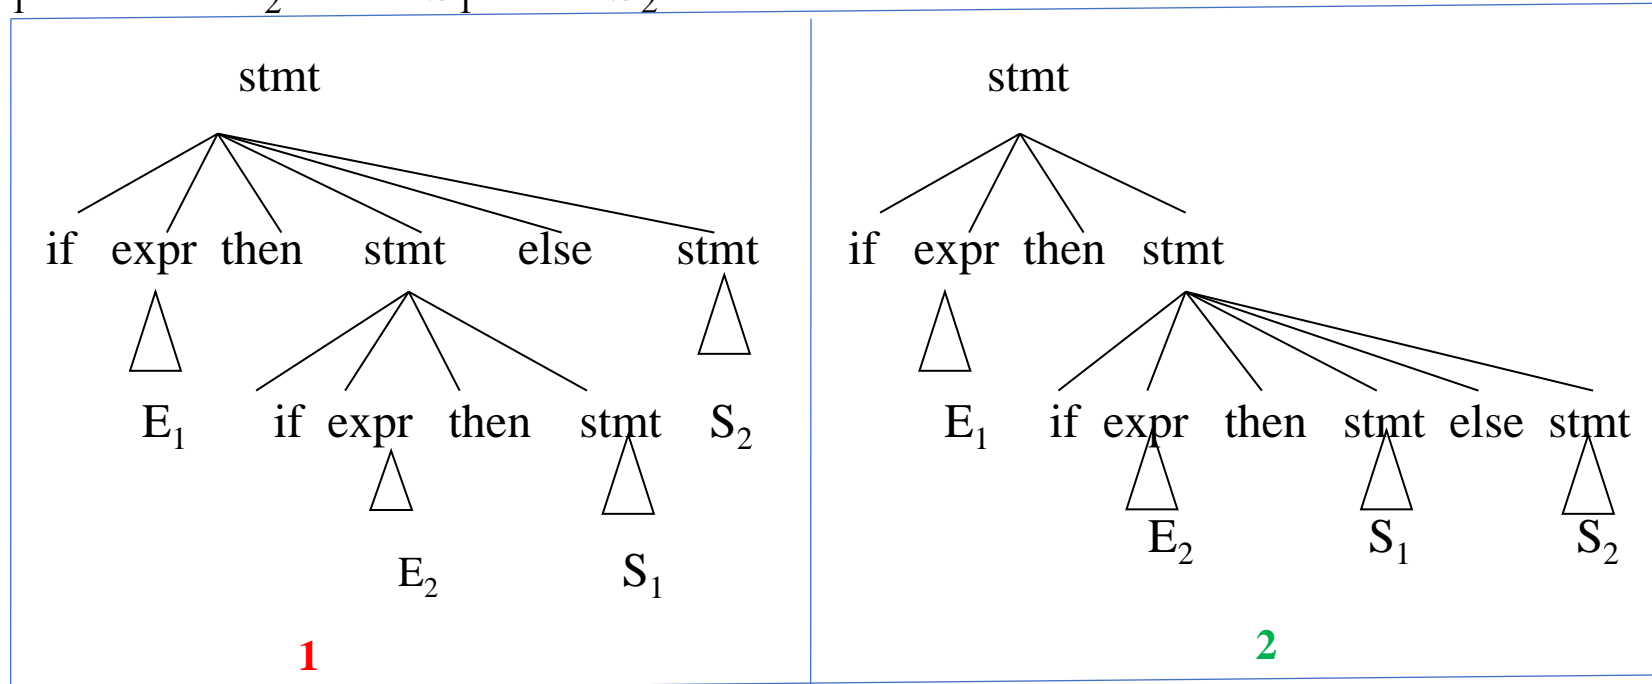 stmt
if expr then stmt else stmt
E₁ if expr then stmt S₂
E₂ S₁
1
stmt
if expr then stmt
E₁ if expr then stmt else stmt
E₂ S₁ S₂
2